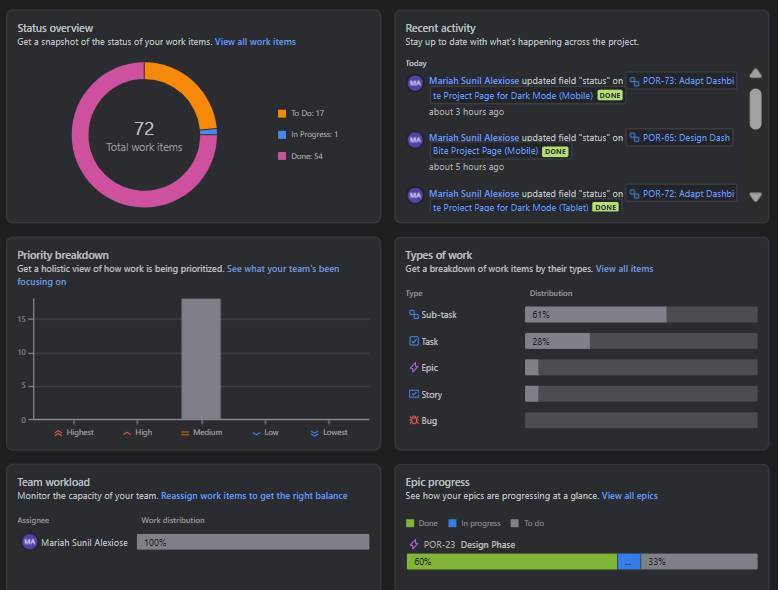 Status overview
Get a snapshot of the status of your work items. View all work items
72
Total work items
To Do: 17
In Progress: 1
Done: 54
Recent activity
Stay up to date with what's happening across the project.
Today
MA Mariah Sunil Alexiose updated field "status" on POR-73: Adapt Dashbi
te Project Page for Dark Mode (Mobile) DONE
about 3 hours ago
MA Mariah Sunil Alexiose updated field "status" on POR-65: Design Dash
Bite Project Page (Mobile) DONE
about 5 hours ago
MA Mariah Sunil Alexiose updated field "status" on POR-72: Adapt Dashbi
te Project Page for Dark Mode (Tablet) DONE
Priority breakdown
Get a holistic view of how work is being prioritized. See what your team's been
focusing on
15
10
5
0
Highest High Medium Low Lowest
Types of work
Get a breakdown of work items by their types. View all items
Type Distribution
Sub-task 61%
Task 28%
Epic
Story
Bug
Team workload
Monitor the capacity of your team. Reassign work items to get the right balance
Assignee Work distribution
MA Mariah Sunil Alexiose 100%
Epic progress
See how your epics are progressing at a glance. View all epics
Done In progress To do
POR-23 Design Phase
60% ... 33%